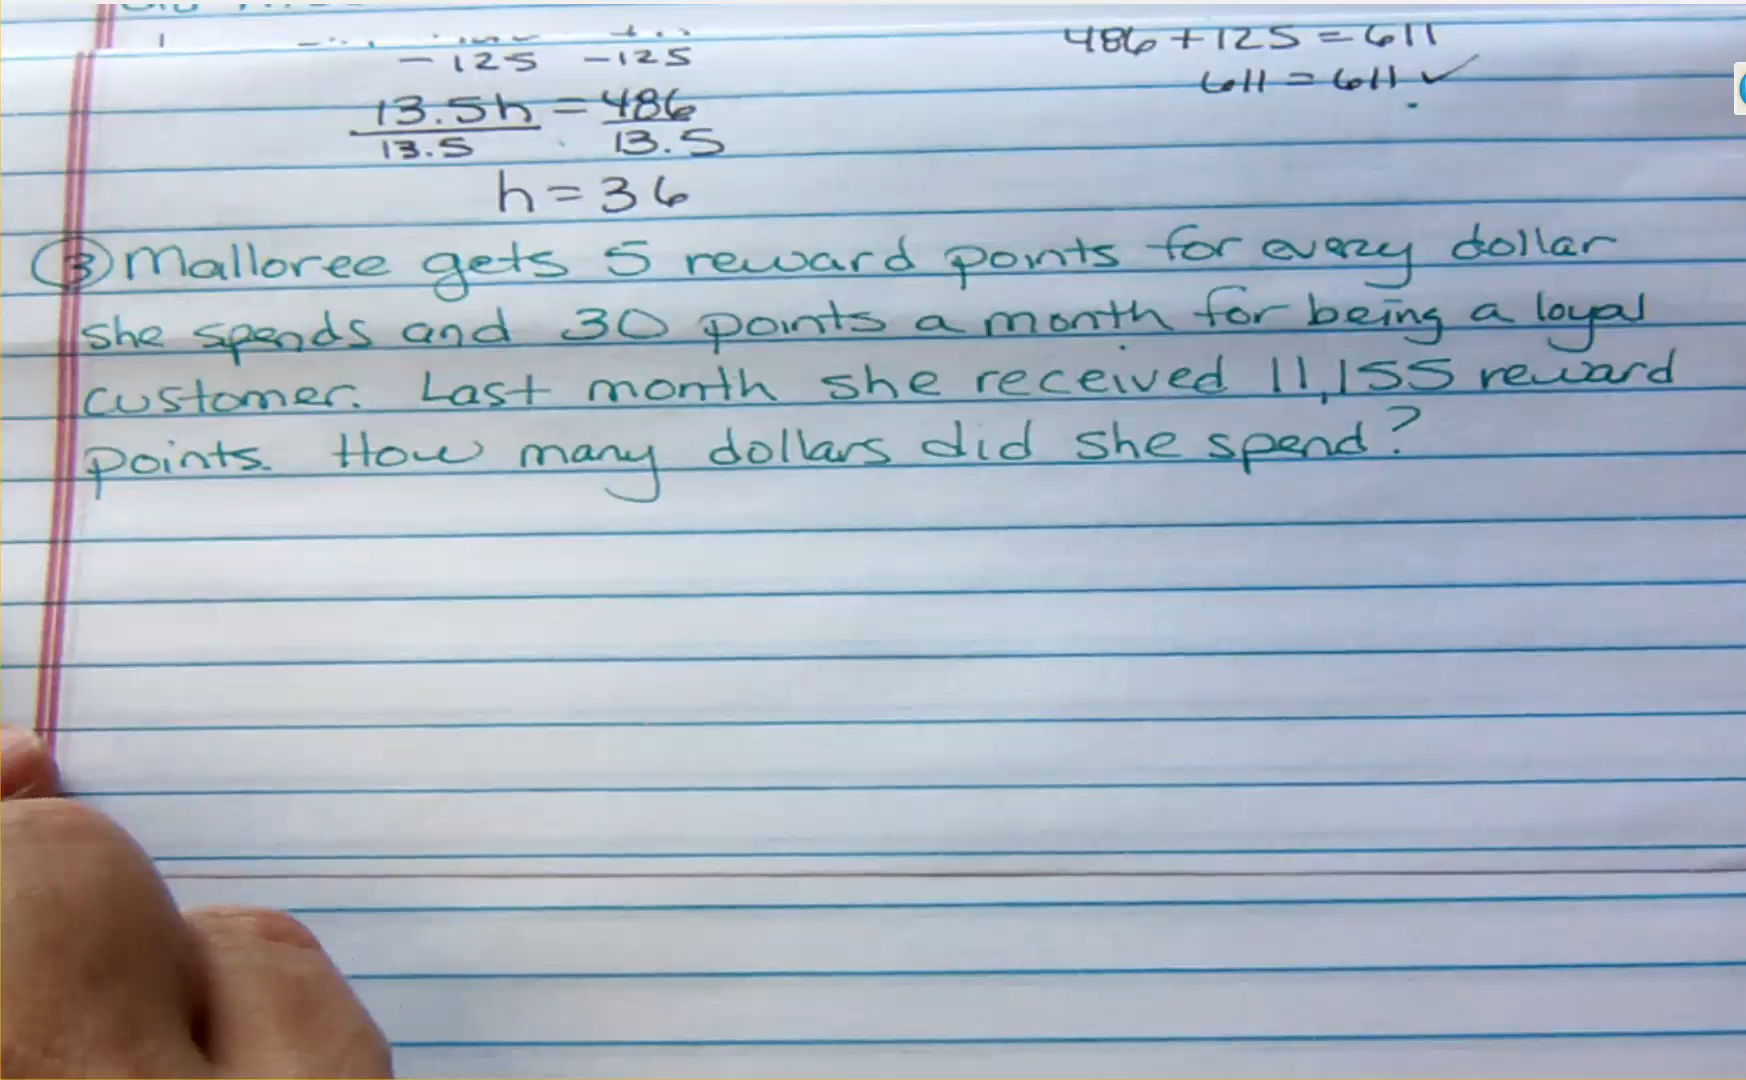 486+125=611
-125 -125
611=611 ✓
13.5h = 486
13.5 13.5
h=36
3 Malloree gets 5 reward points for every dollar
she spends and 30 points a month for being a loyal
customer. Last month she received 11,155 reward
points. How many dollars did she spend?